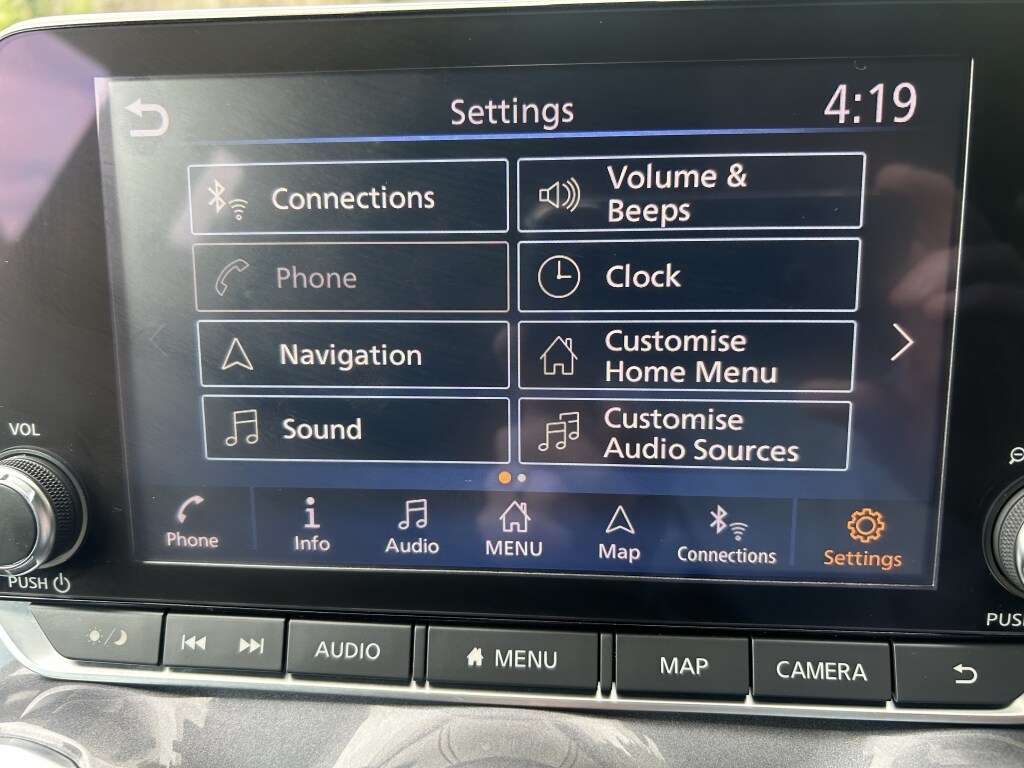 Settings
4:19
Connections
Volume &
Beeps
Phone
Clock
Navigation
Customise
Home Menu
Sound
Customise
Audio Sources
VOL
Phone
Info
Audio
MENU
Map
Connections
Settings
PUSH
AUDIO
MENU
MAP
CAMERA